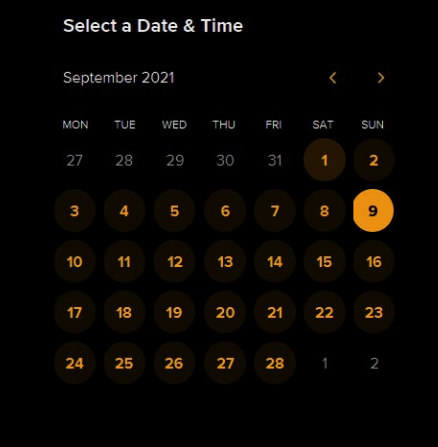 Select a Date & Time
September 2021
MON TUE WED THU FRI SAT SUN
27 28 29 30 31 1 2
3 4 5 6 7 8 9
10 11 12 13 14 15 16
17 18 19 20 21 22 23
24 25 26 27 28 1 2